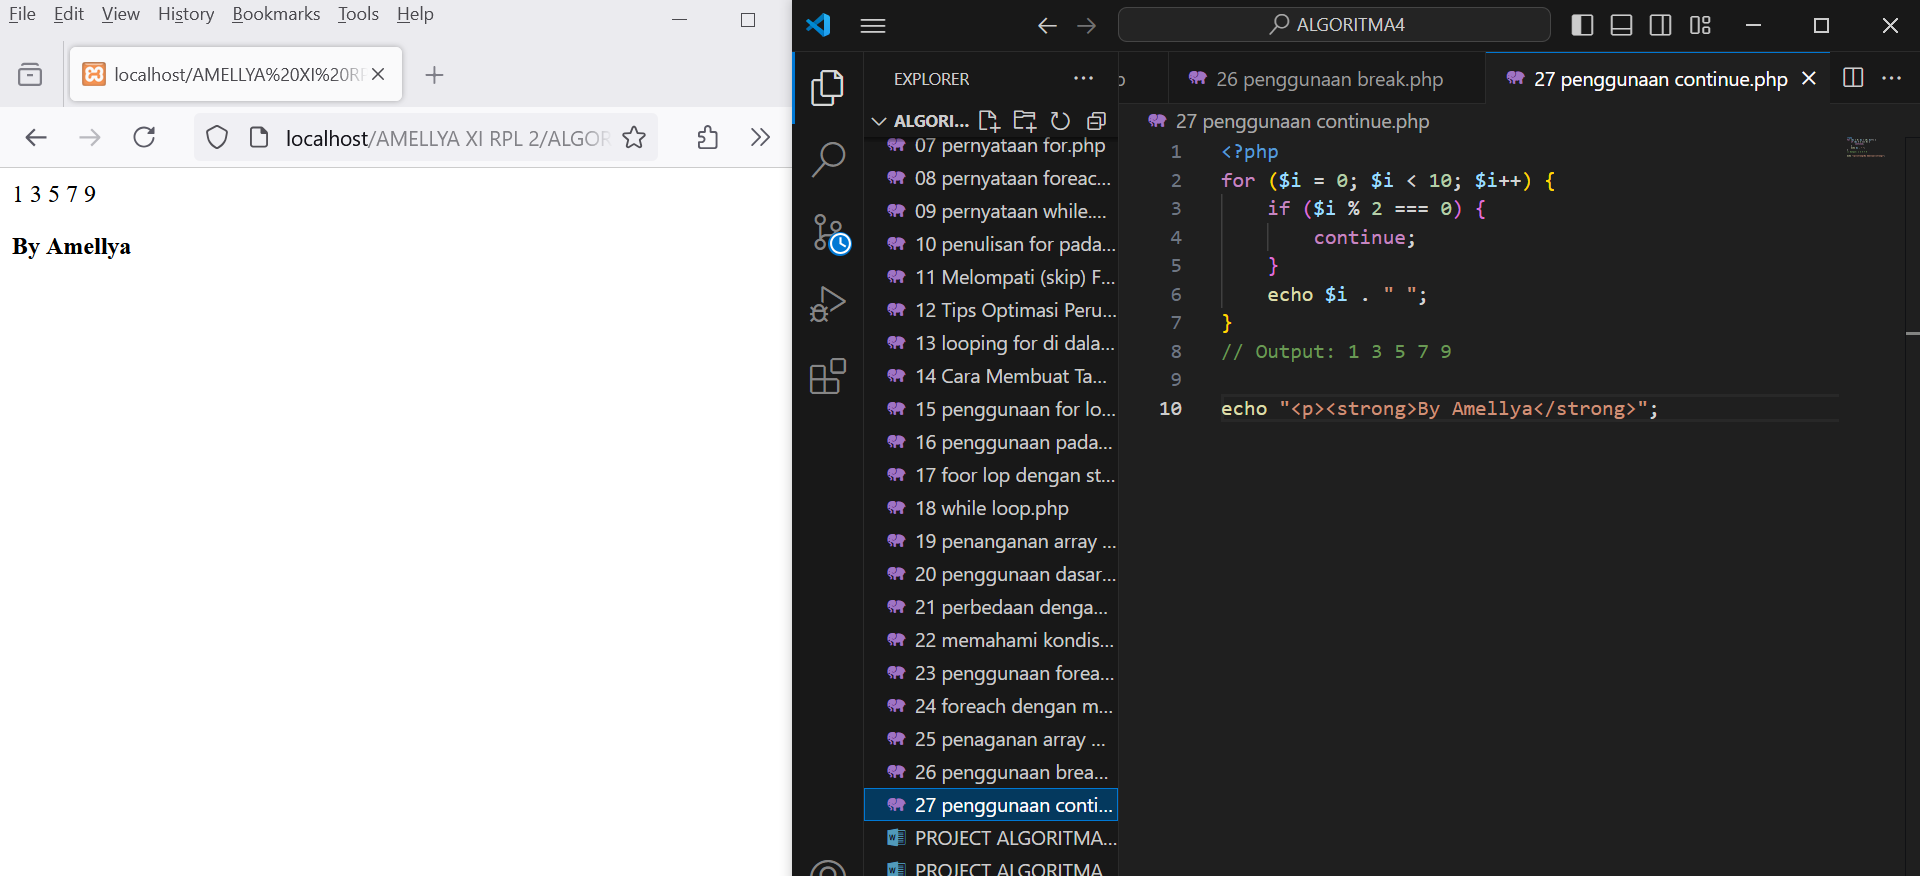 File Edit View History Bookmarks Tools Help
localhost/AMELLYA%20XI%20RP
localhost/AMELLYA XI RPL 2/ALGOR
1 3 5 7 9
By Amellya
ALGORITMA4
EXPLORER
ALGORI...
07 pernyataan for.php
08 pernyataan foreac...
09 pernyataan while....
10 penulisan for pada...
11 Melompati (skip) F...
12 Tips Optimasi Peru...
13 looping for di dala...
14 Cara Membuat Ta...
15 penggunaan for lo...
16 penggunaan pada...
17 foor lop dengan st...
18 while loop.php
19 penanganan array ...
20 penggunaan dasar...
21 perbedaan denga...
22 memahami kondis...
23 penggunaan forea...
24 foreach dengan m...
25 penaganan array ...
26 penggunaan brea...
27 penggunaan conti...
PROJECT ALGORITMA...
PROJECT ALGORITMA
26 penggunaan break.php
27 penggunaan continue.php
27 penggunaan continue.php
1 <?php
2 for ($i = 0; $i < 10; $i++) {
3 if ($i % 2 === 0) {
4 continue;
5 }
6 echo $i . " ";
7 }
8 // Output: 1 3 5 7 9
9
10 echo "<p><strong>By Amellya</strong>";